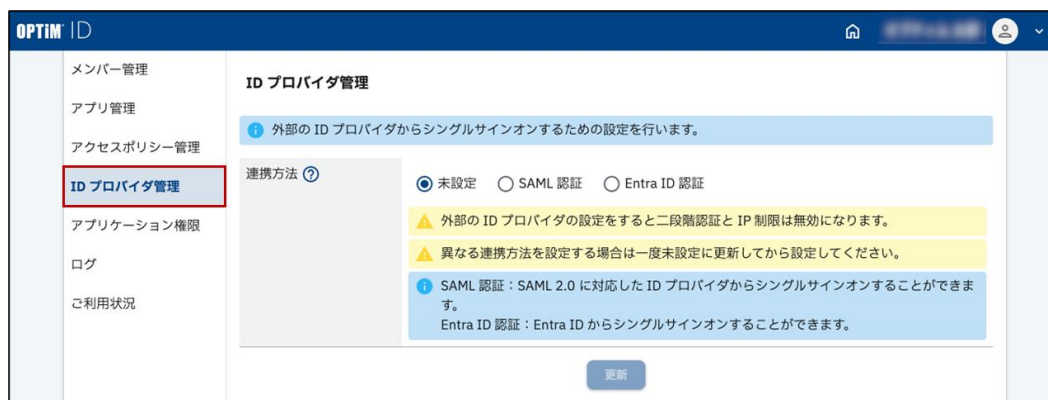 OPTiM ID
メンバー管理
アプリ管理
アクセスポリシー管理
ID プロバイダ管理
アプリケーション権限
ログ
ご利用状況
ID プロバイダ管理
外部の ID プロバイダからシングルサインオンするための設定を行います。
連携方法
未設定 SAML 認証 Entra ID 認証
外部の ID プロバイダの設定をすると二段階認証と IP 制限は無効になります。
異なる連携方法を設定する場合は一度未設定に更新してから設定してください。
SAML 認証：SAML 2.0 に対応した ID プロバイダからシングルサインオンすることができま
す。
Entra ID 認証：Entra ID からシングルサインオンすることができます。
更新